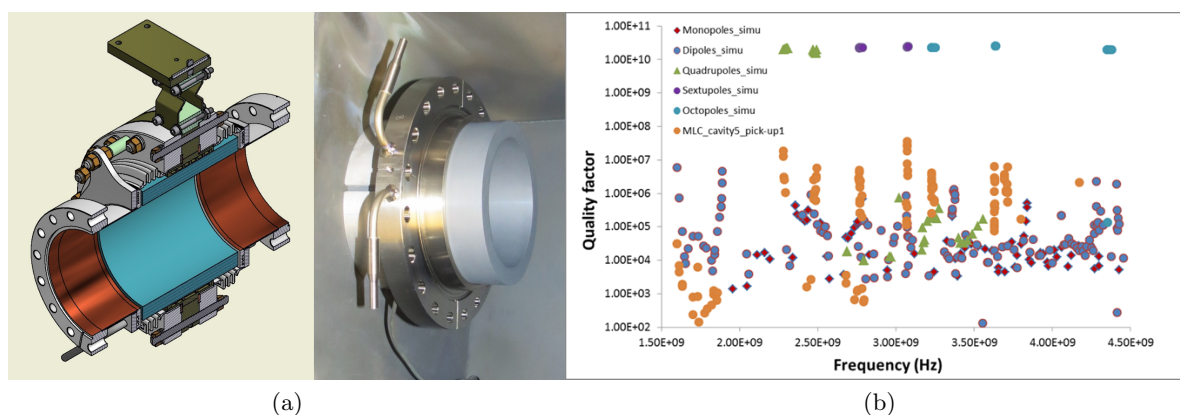 1.00E+11
1.00E+10
1.00E+09
1.00E+08
1.00E+07
1.00E+06
1.00E+05
1.00E+04
1.00E+03
1.00E+02
Quality factor
Monopoles_simu
Dipoles_simu
Quadrupoles_simu
Sextupoles_simu
Octopoles_simu
MLC_cavity5_pick-up1
1.50E+09 2.00E+09 2.50E+09 3.00E+09 3.50E+09 4.00E+09 4.50E+09
Frequency (Hz)
(a) (b)